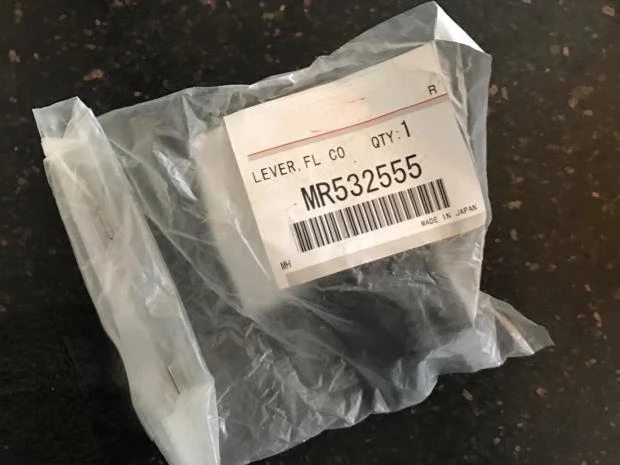 R
LEVER, FL CO QTY:1
MR532555
MADE IN JAPAN
MH